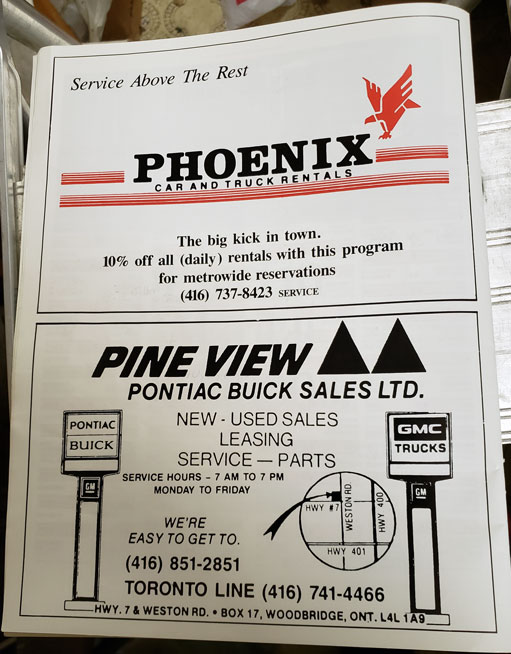 Service Above The Rest
PHOENIX
CAR AND TRUCK RENTALS
The big kick in town.
10% off all (daily) rentals with this program
for metrowide reservations
(416) 737-8423 SERVICE
PINE VIEW
PONTIAC BUICK SALES LTD.
PONTIAC
BUICK
GM
NEW - USED SALES
LEASING
SERVICE — PARTS
SERVICE HOURS - 7 AM TO 7 PM
MONDAY TO FRIDAY
WE'RE
EASY TO GET TO.
(416) 851-2851
TORONTO LINE (416) 741-4466
HWY #7
WESTON RD.
HWY 400
HWY 401
GMC
TRUCKS
GM
HWY. 7 & WESTON RD. • BOX 17, WOODBRIDGE, ONT. L4L 1A9